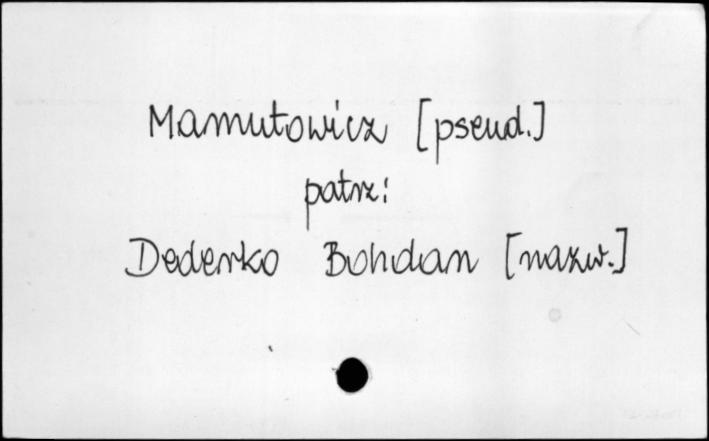 Mamutowicz [pseud.]
patrz:
Dederko Bohdan [nazw.]